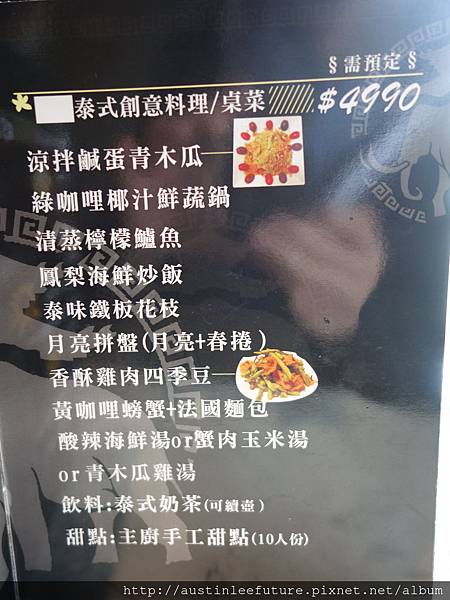 §需預定§
泰式創意料理/桌菜 $4990
涼拌鹹蛋青木瓜
綠咖哩椰汁鮮蔬鍋
清蒸檸檬鱸魚
鳳梨海鮮炒飯
泰味鐵板花枝
月亮拼盤(月亮+春捲)
香酥雞肉四季豆
黃咖哩螃蟹+法國麵包
酸辣海鮮湯or蟹肉玉米湯
or青木瓜雞湯
飲料:泰式奶茶(可續壺)
甜點:主廚手工甜點(10人份)
http://austinleefuture.pixnet.net/album